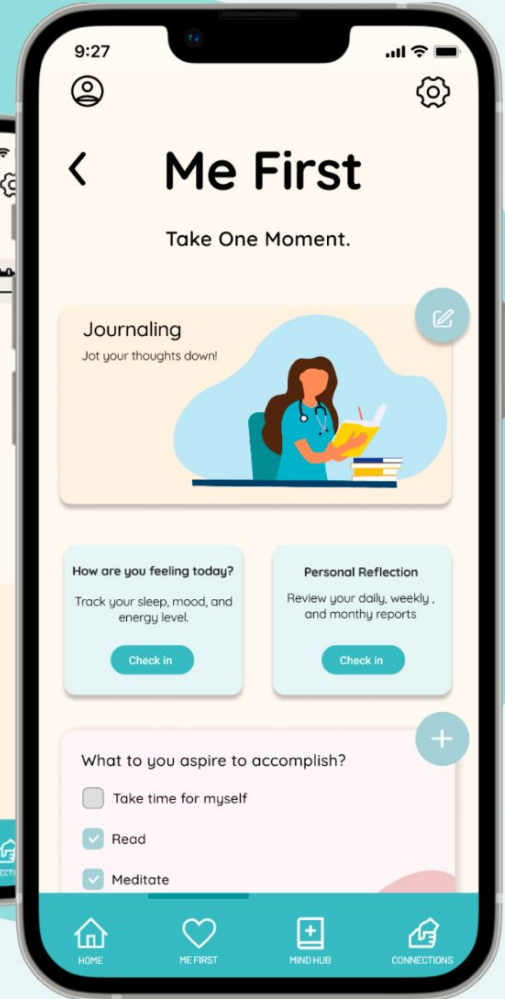 9:27
Me First
Take One Moment.
Journaling
Jot your thoughts down!
How are you feeling today?
Track your sleep, mood, and
energy level.
Check in
Personal Reflection
Review your daily, weekly ,
and monthy reports
Check in
What to you aspire to accomplish?
Take time for myself
Read
Meditate
HOME
ME FIRST
MIND HUB
CONNECTIONS